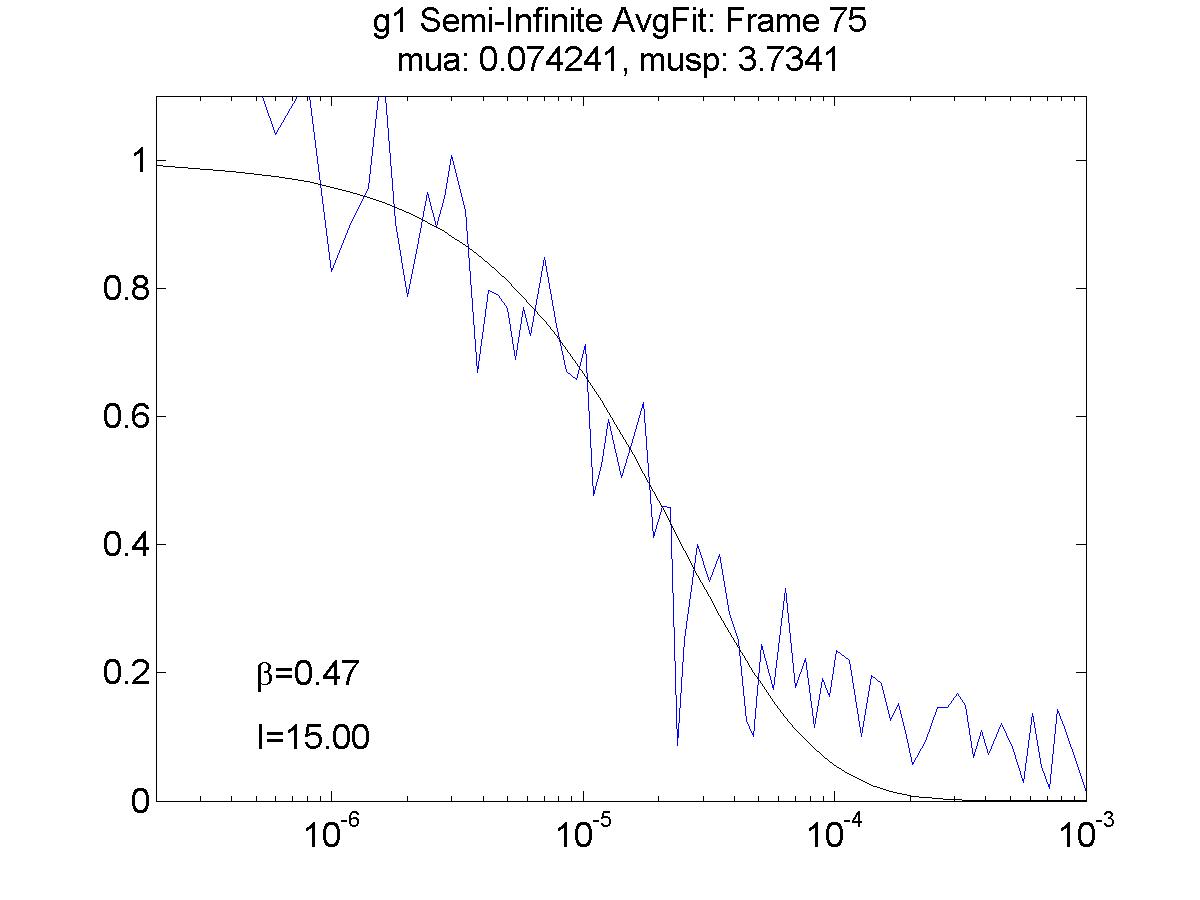 g1 Semi-Infinite AvgFit: Frame 75
mua: 0.074241, musp: 3.7341
1
0.8
0.6
0.4
0.2
0
β=0.47
I=15.00
10^-6
10^-5
10^-4
10^-3